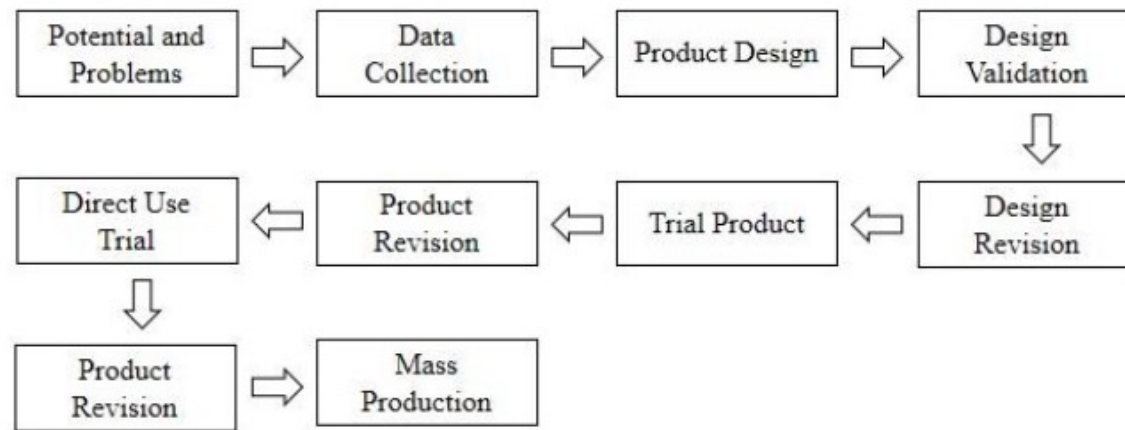 Potential and
Problems
Data
Collection
Product Design
Design
Validation
Design
Revision
Trial Product
Product
Revision
Direct Use
Trial
Product
Revision
Mass
Production